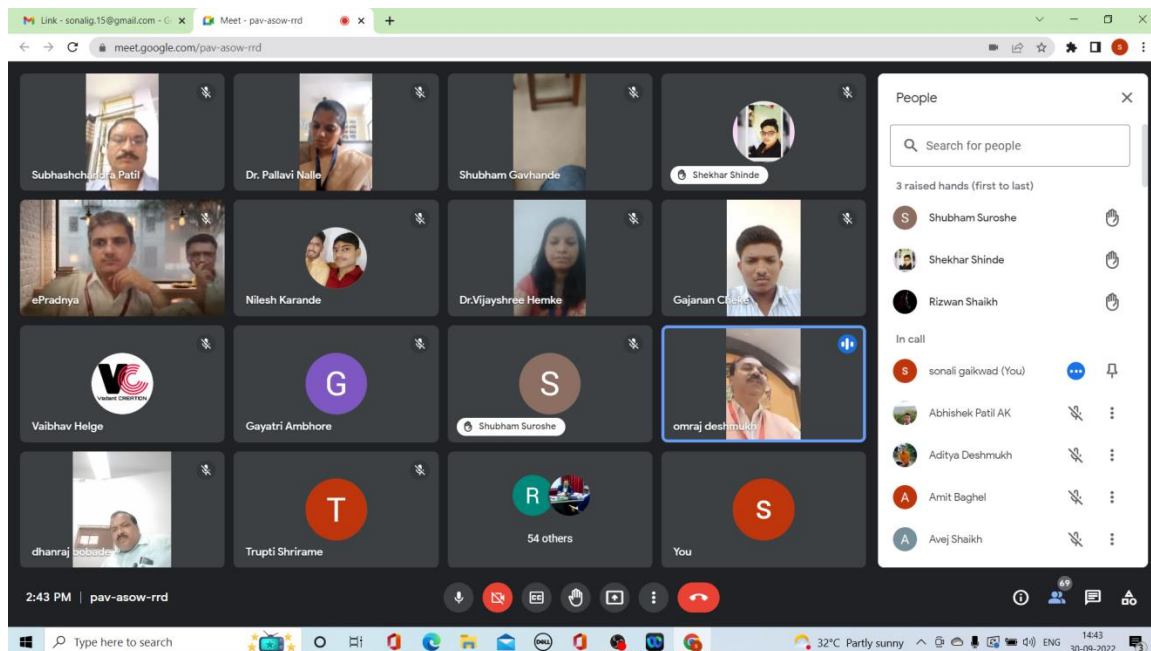 Link - sonalig.15@gmail.com - G
Meet - pav-asow-rrd
meet.google.com/pav-asow-rrd
Subhashchandra Patil
Dr. Pallavi Nalle
Shubham Gavhande
Shekhar Shinde
ePradnya
Nilesh Karande
Dr.Vijayshree Hemke
Gajanan Cheke
VC
Vediant CREATION
Vaibhav Helge
G
Gayatri Ambhore
S
Shubham Suroshe
omraj deshmukh
dhanraj bobade
T
Trupti Shrirame
R
54 others
S
You
People
Search for people
3 raised hands (first to last)
S Shubham Suroshe
Shekhar Shinde
Rizwan Shaikh
In call
S sonali gaikwad (You)
Abhishek Patil AK
Aditya Deshmukh
A Amit Baghel
A Avej Shaikh
2:43 PM | pav-asow-rrd
69
Type here to search
DELL
32°C Partly sunny
ENG
14:43
30-09-2022
3